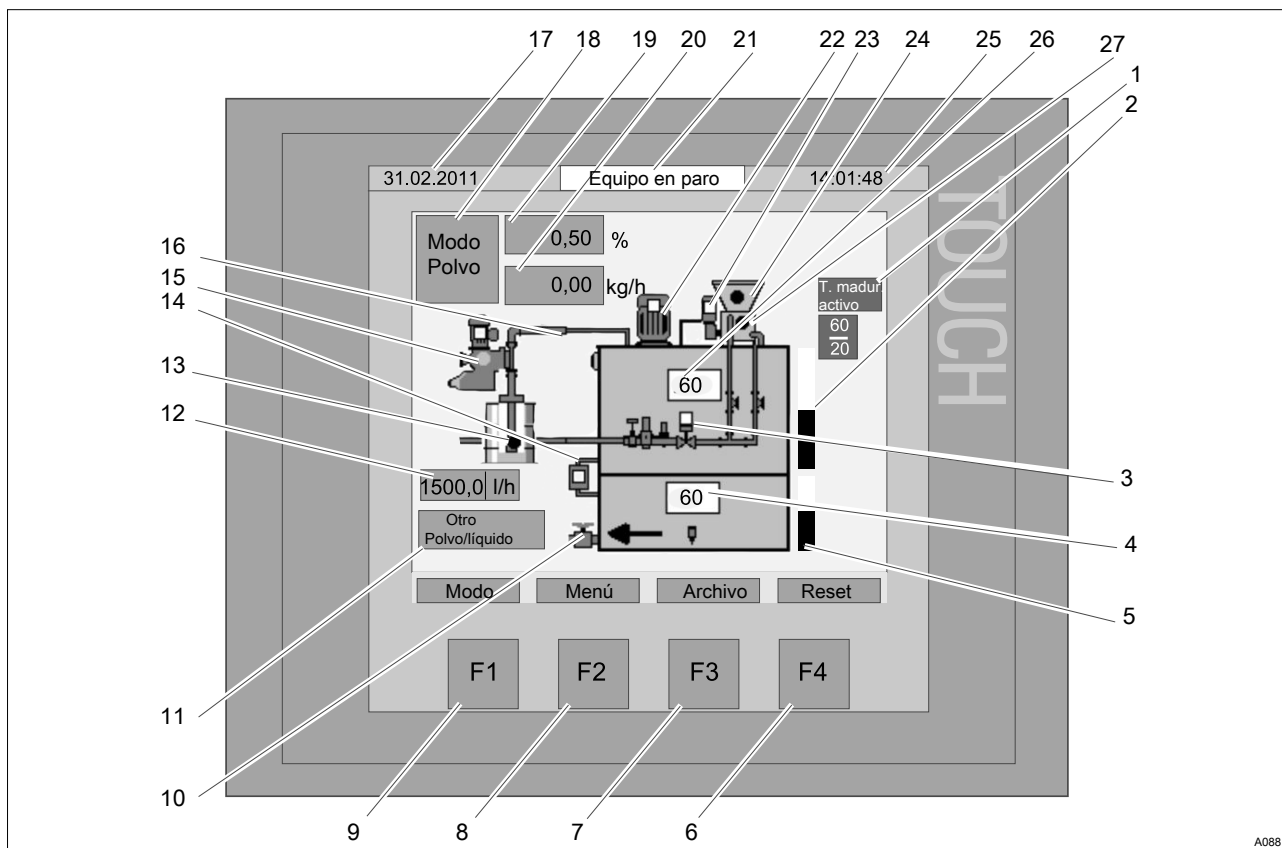 17 18 19 20 21 22 23 24 25 26 27
1
2
31.02.2011 Equipo en paro 14:01:48
TOUCH
Modo
Polvo
0,50 %
0,00 kg/h
T. madur.
activo
60
20
16
15
14
13
12
60
1500,0 l/h
60
3
4
5
Otro
Polvo/líquido
Modo Menú Archivo Reset
F1 F2 F3 F4
11
10
9 8 7 6
A088